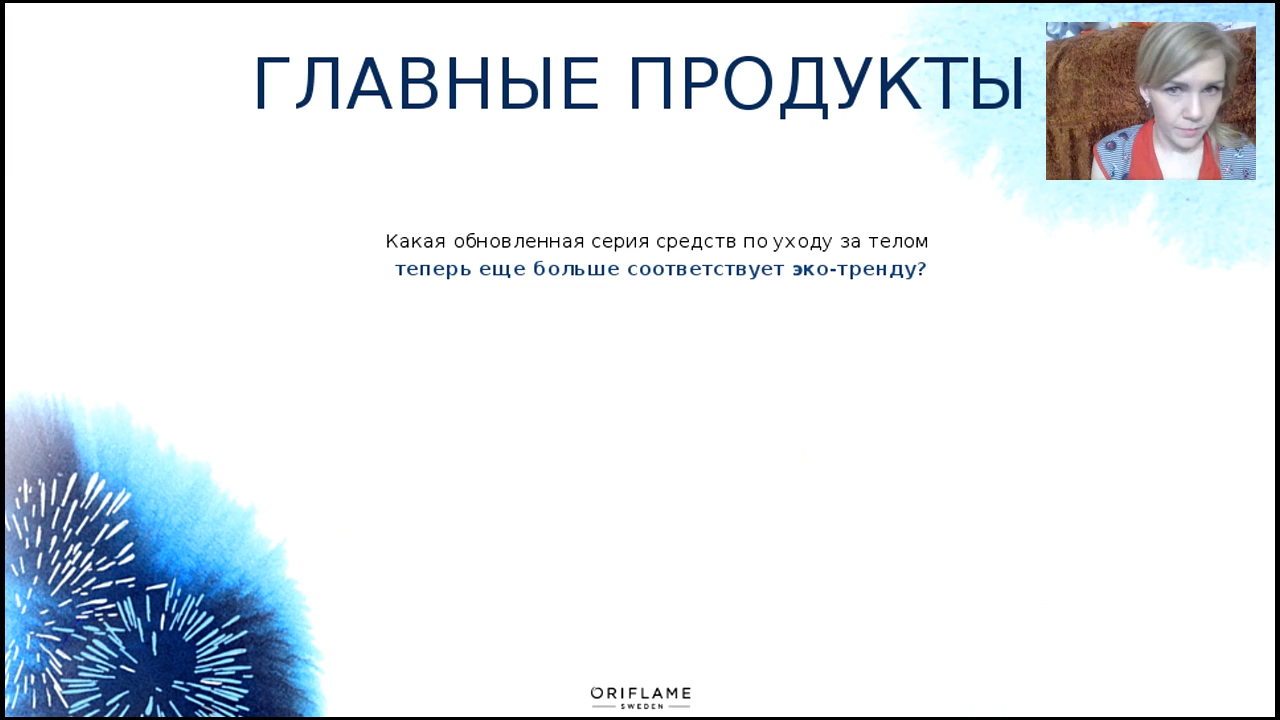 ГЛАВНЫЕ ПРОДУКТЫ
Какая обновленная серия средств по уходу за телом
теперь еще больше соответствует эко-тренду?
ORIFLAME
SWEDEN